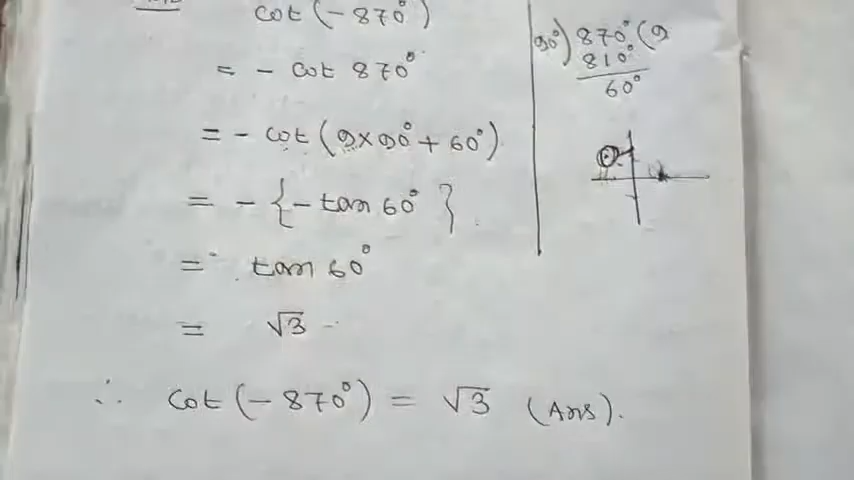 cot (-870°)
= - cot 870°
= - cot (9×90° + 60°)
= - {- tan 60°}
= tan 60°
= √3
∴ cot (-870°) = √3 (Ans).
90°) 870° (9
810°
60°